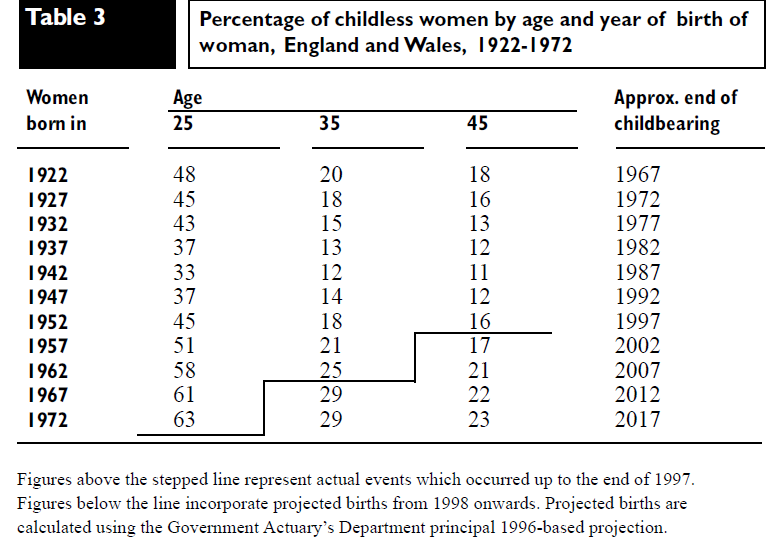 Table 3
Percentage of childless women by age and year of birth of
woman, England and Wales, 1922-1972
Women Age Approx. end of
born in 25 35 45 childbearing
1922 48 20 18 1967
1927 45 18 16 1972
1932 43 15 13 1977
1937 37 13 12 1982
1942 33 12 11 1987
1947 37 14 12 1992
1952 45 18 16 1997
1957 51 21 17 2002
1962 58 25 21 2007
1967 61 29 22 2012
1972 63 29 23 2017
Figures above the stepped line represent actual events which occurred up to the end of 1997.
Figures below the line incorporate projected births from 1998 onwards. Projected births are
calculated using the Government Actuary's Department principal 1996-based projection.